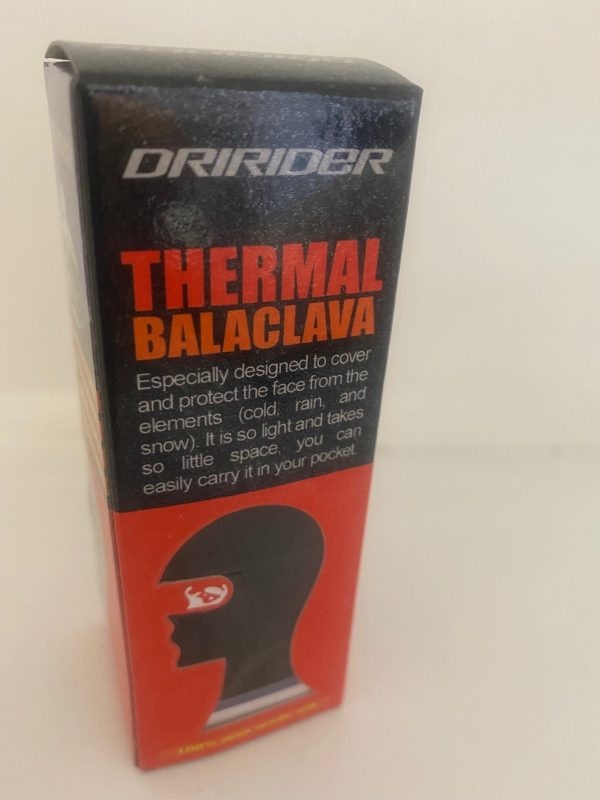 DRIRIDER
THERMAL
BALACLAVA
Especially designed to cover
and protect the face from the
elements (cold, rain, and
snow). It is so light and takes
so little space, you can
easily carry it in your pocket.
100%